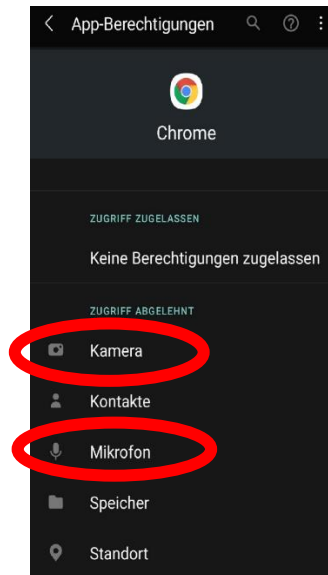 App-Berechtigungen
Chrome
ZUGRIFF ZUGELASSEN
Keine Berechtigungen zugelassen
ZUGRIFF ABGELEHNT
Kamera
Kontakte
Mikrofon
Speicher
Standort